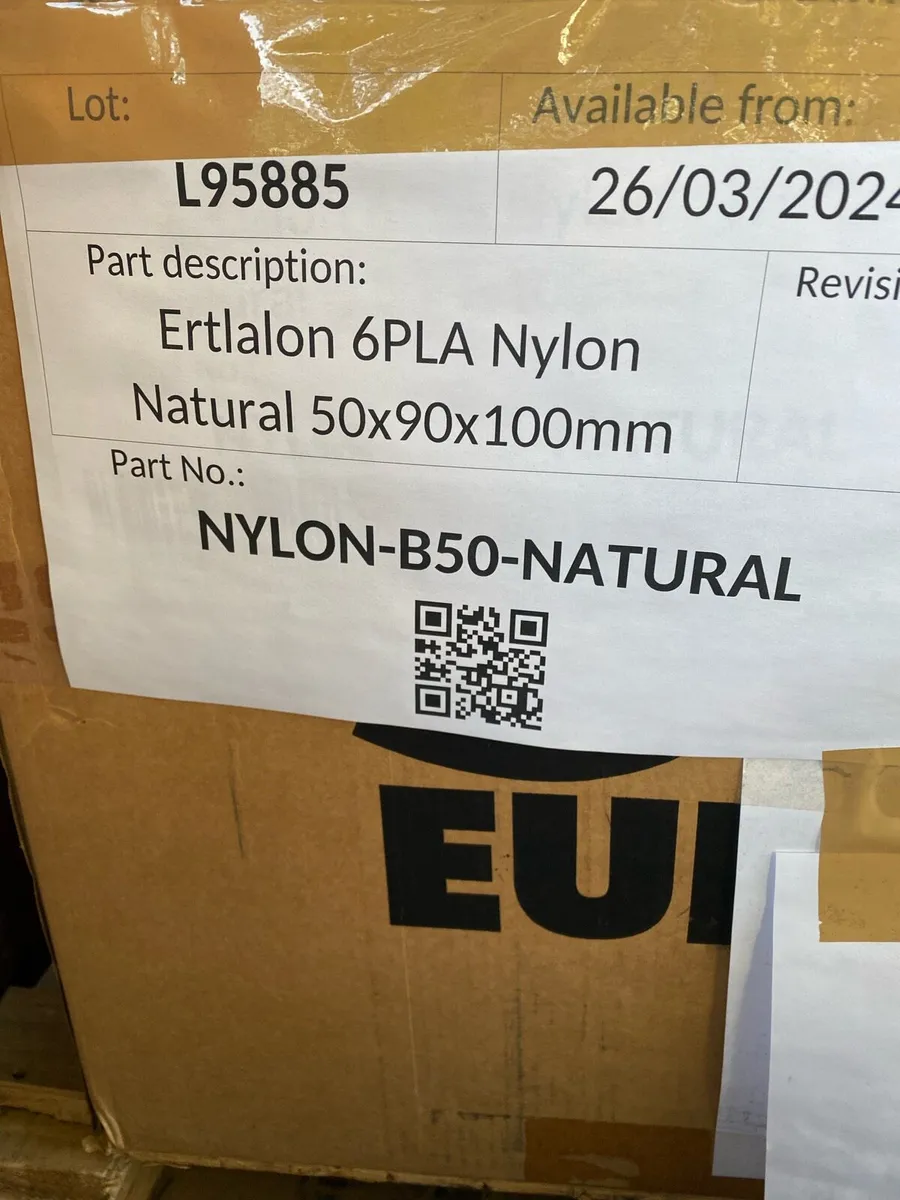 Lot:
Available from:
L95885
26/03/2024
Part description:
Revisi
Ertlalon 6PLA Nylon
Natural 50x90x100mm
Part No.:
NYLON-B50-NATURAL
EU